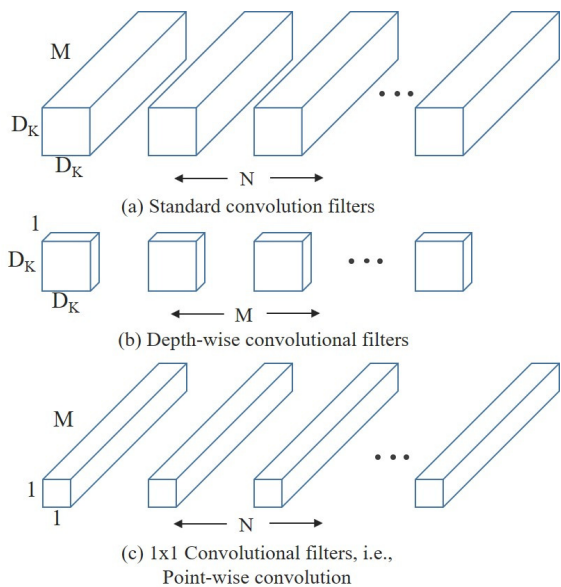 M
D_K
D_K
N
(a) Standard convolution filters
1
D_K
D_K
M
(b) Depth-wise convolutional filters
M
1
1
N
(c) 1x1 Convolutional filters, i.e.,
Point-wise convolution